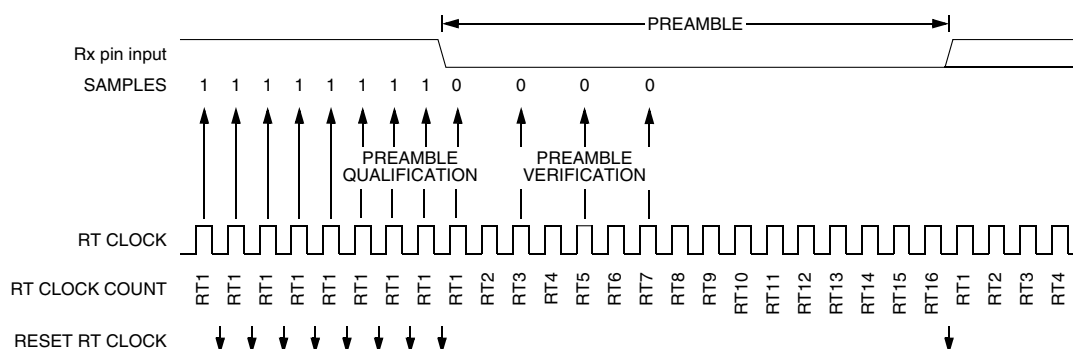 PREAMBLE
Rx pin input
SAMPLES 1 1 1 1 1 1 1 1 0 0 0 0
PREAMBLE QUALIFICATION
PREAMBLE VERIFICATION
RT CLOCK
RT CLOCK COUNT RT1 RT1 RT1 RT1 RT1 RT1 RT1 RT1 RT1 RT2 RT3 RT4 RT5 RT6 RT7 RT8 RT9 RT10 RT11 RT12 RT13 RT14 RT15 RT16 RT1 RT2 RT3 RT4
RESET RT CLOCK